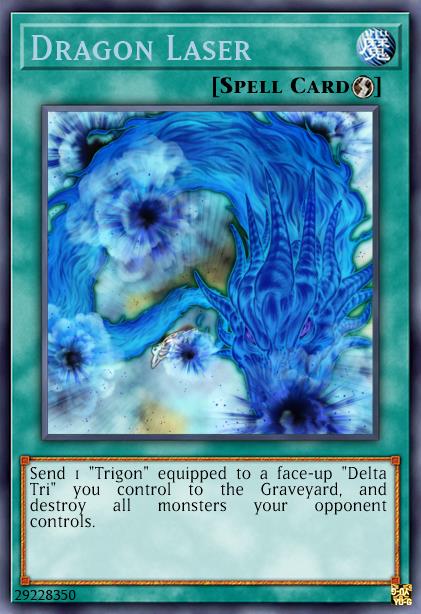 Dragon Laser
魔
[Spell Card]
Send 1 "Trigon" equipped to a face-up "Delta
Tri" you control to the Graveyard, and
destroy all monsters your opponent
controls.
29228350